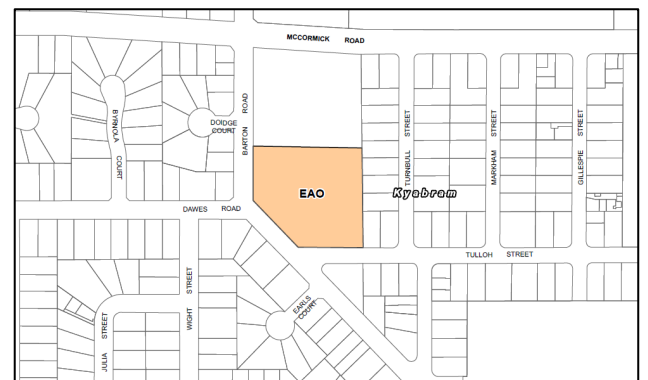 MCCORMICK ROAD
BYRNOLA COURT
DOIDGE
COURT
BARTON ROAD
TURNBULL STREET
MARKHAM STREET
GILLESPIE STREET
EAO
Kyabram
DAWES ROAD
TULLOH STREET
WIGHT STREET
EARLS
COURT
JULIA STREET